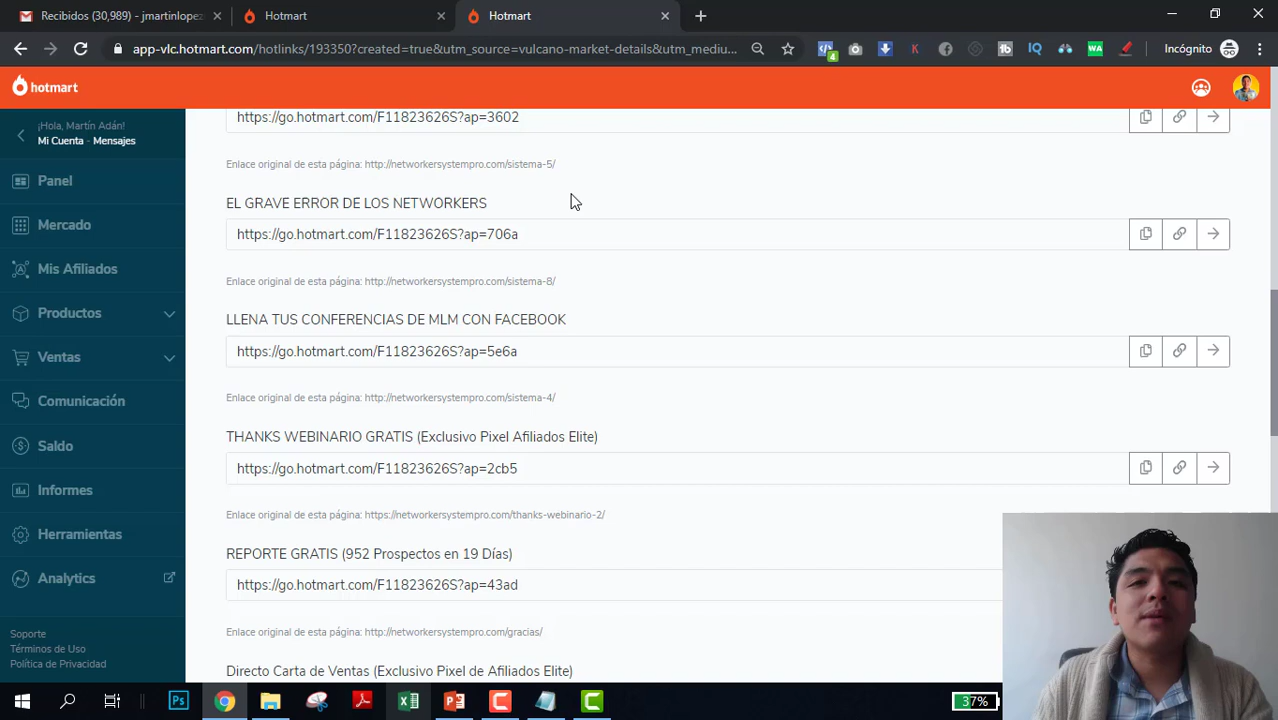 Recibidos (30,989) - jmartinlopez
Hotmart
Hotmart
app-vlc.hotmart.com/hotlinks/193350?created=true&utm_source=vulcano-market-details&utm_mediu...
4
K
tb
IQ
WA
Incógnito
hotmart
¡Hola, Martín Adán!
Mi Cuenta - Mensajes
Panel
Mercado
Mis Afiliados
Productos
Ventas
Comunicación
Saldo
Informes
Herramientas
Analytics
Soporte
Términos de Uso
Política de Privacidad
https://go.hotmart.com/F11823626S?ap=3602
Enlace original de esta página: http://networkersystempro.com/sistema-5/
EL GRAVE ERROR DE LOS NETWORKERS
https://go.hotmart.com/F11823626S?ap=706a
Enlace original de esta página: http://networkersystempro.com/sistema-8/
LLENA TUS CONFERENCIAS DE MLM CON FACEBOOK
https://go.hotmart.com/F11823626S?ap=5e6a
Enlace original de esta página: http://networkersystempro.com/sistema-4/
THANKS WEBINARIO GRATIS (Exclusivo Pixel Afiliados Elite)
https://go.hotmart.com/F11823626S?ap=2cb5
Enlace original de esta página: https://networkersystempro.com/thanks-webinario-2/
REPORTE GRATIS (952 Prospectos en 19 Días)
https://go.hotmart.com/F11823626S?ap=43ad
Enlace original de esta página: http://networkersystempro.com/gracias/
Directo Carta de Ventas (Exclusivo Pixel de Afiliados Elite)
Ps
37%